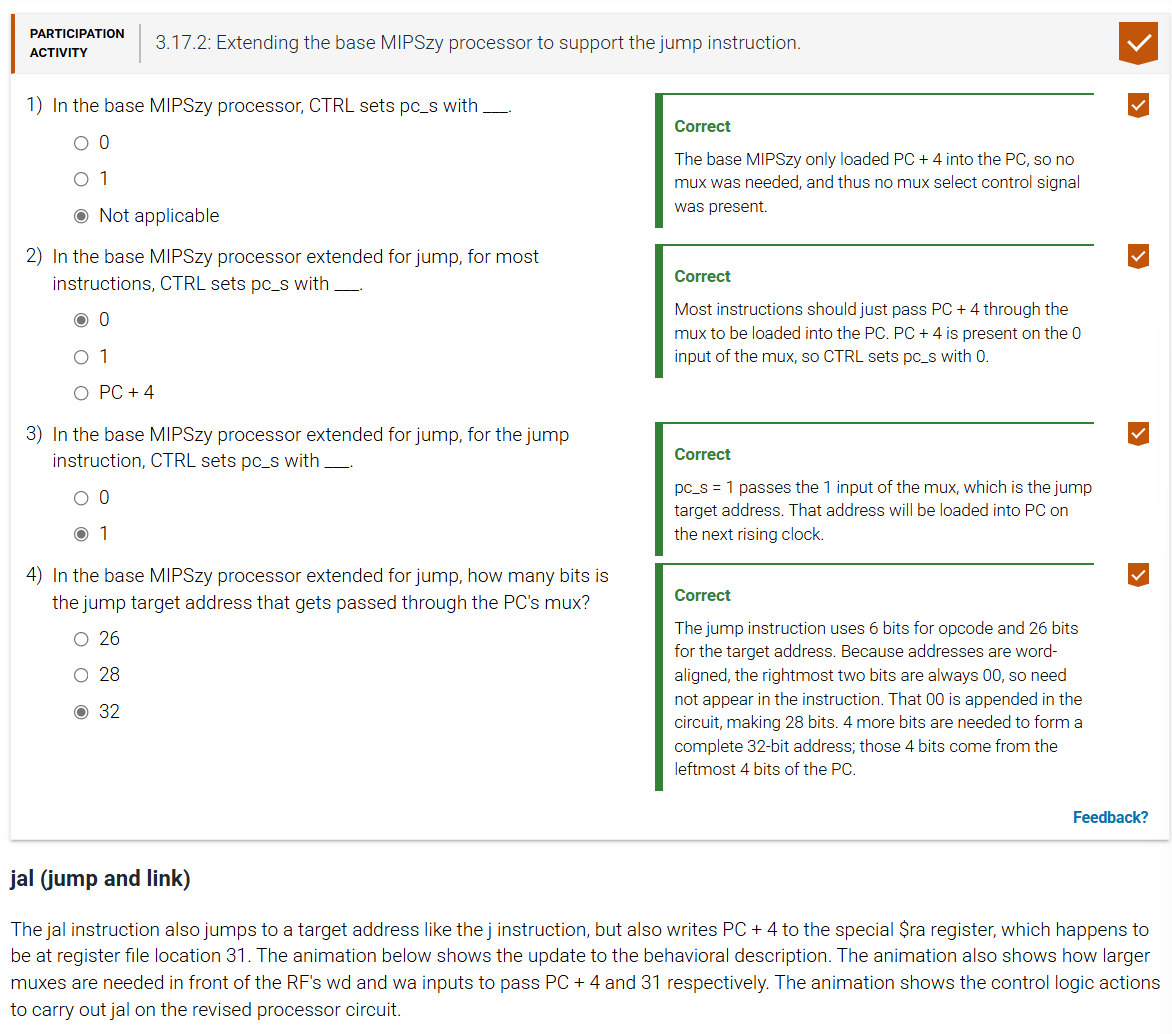 PARTICIPATION
ACTIVITY
3.17.2: Extending the base MIPSzy processor to support the jump instruction.
1) In the base MIPSzy processor, CTRL sets pc_s with ___.
0
1
Not applicable
Correct
The base MIPSzy only loaded PC + 4 into the PC, so no
mux was needed, and thus no mux select control signal
was present.
2) In the base MIPSzy processor extended for jump, for most
instructions, CTRL sets pc_s with ___.
0
1
PC + 4
Correct
Most instructions should just pass PC + 4 through the
mux to be loaded into the PC. PC + 4 is present on the 0
input of the mux, so CTRL sets pc_s with 0.
3) In the base MIPSzy processor extended for jump, for the jump
instruction, CTRL sets pc_s with ___.
0
1
Correct
pc_s = 1 passes the 1 input of the mux, which is the jump
target address. That address will be loaded into PC on
the next rising clock.
4) In the base MIPSzy processor extended for jump, how many bits is
the jump target address that gets passed through the PC's mux?
26
28
32
Correct
The jump instruction uses 6 bits for opcode and 26 bits
for the target address. Because addresses are word-
aligned, the rightmost two bits are always 00, so need
not appear in the instruction. That 00 is appended in the
circuit, making 28 bits. 4 more bits are needed to form a
complete 32-bit address; those 4 bits come from the
leftmost 4 bits of the PC.
Feedback?
jal (jump and link)
The jal instruction also jumps to a target address like the j instruction, but also writes PC + 4 to the special $ra register, which happens to
be at register file location 31. The animation below shows the update to the behavioral description. The animation also shows how larger
muxes are needed in front of the RF's wd and wa inputs to pass PC + 4 and 31 respectively. The animation shows the control logic actions
to carry out jal on the revised processor circuit.